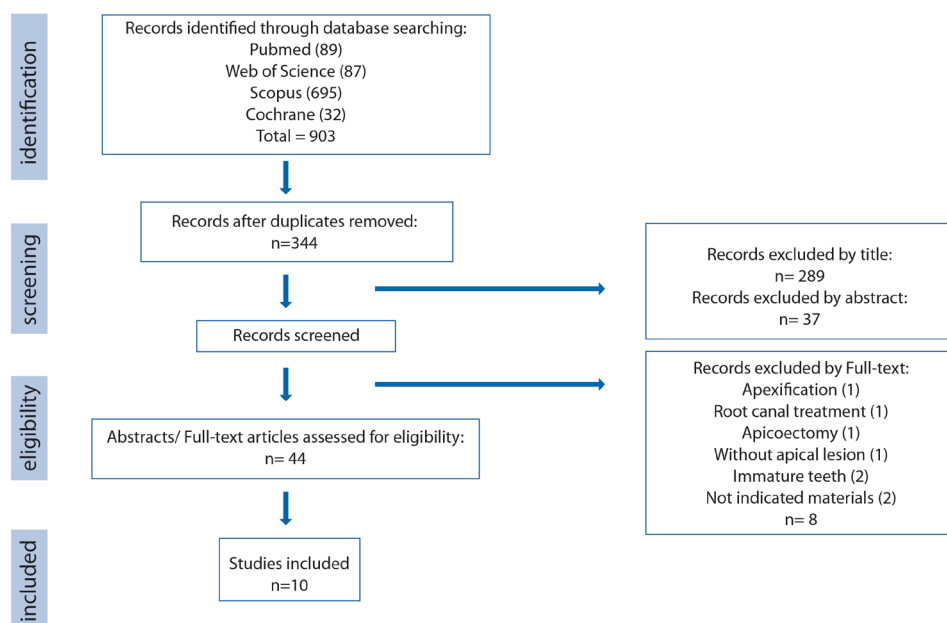 identification
Records identified through database searching:
Pubmed (89)
Web of Science (87)
Scopus (695)
Cochrane (32)
Total = 903
screening
Records after duplicates removed:
n=344
Records excluded by title:
n= 289
Records excluded by abstract:
n= 37
Records screened
eligibility
Records excluded by Full-text:
Apexification (1)
Root canal treatment (1)
Apicoectomy (1)
Without apical lesion (1)
Immature teeth (2)
Not indicated materials (2)
n= 8
Abstracts/ Full-text articles assessed for eligibility:
n= 44
included
Studies included
n=10